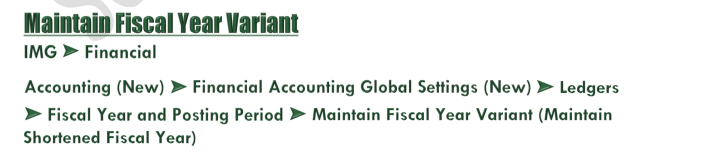 Maintain Fiscal Year Variant
IMG ➤ Financial
Accounting (New) ➤ Financial Accounting Global Settings (New) ➤ Ledgers
➤ Fiscal Year and Posting Period ➤ Maintain Fiscal Year Variant (Maintain
Shortened Fiscal Year)